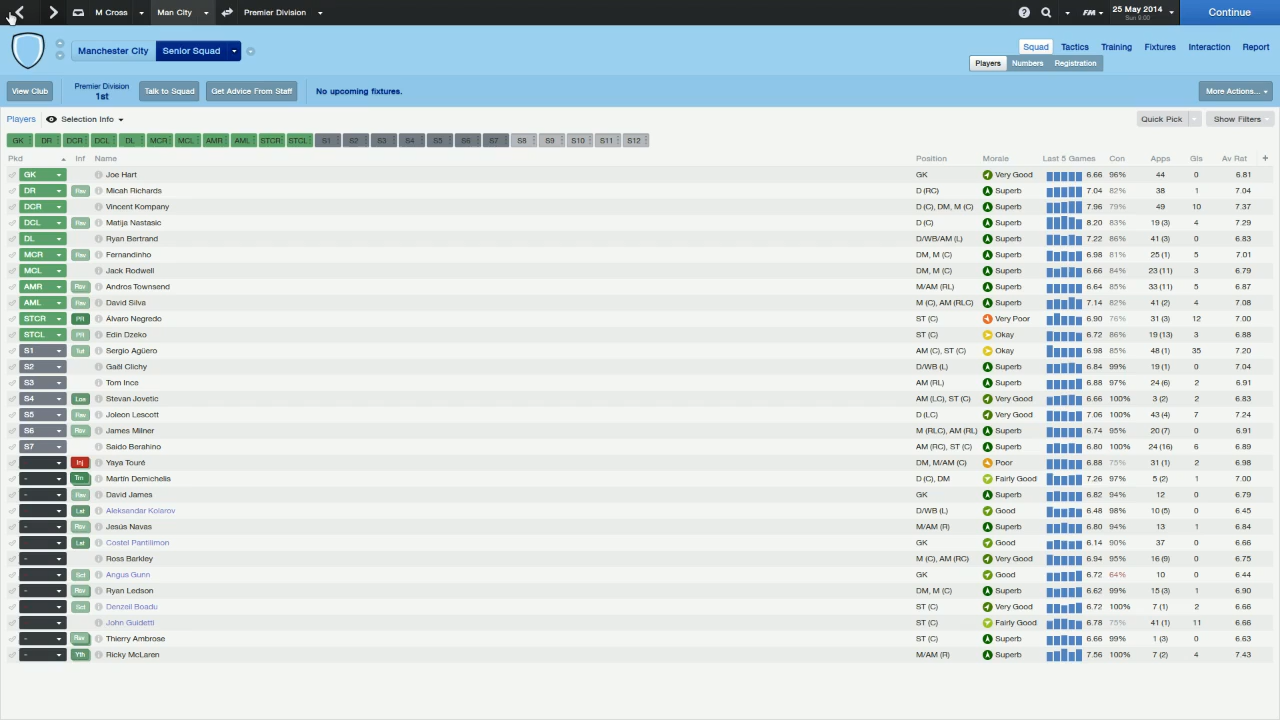 M Cross Man City Premier Division FM 25 May 2014 Sun 9:00 Continue
Manchester City Senior Squad Squad Tactics Training Fixtures Interaction Report
Players Numbers Registration
View Club Premier Division 1st Talk to Squad Get Advice From Staff No upcoming fixtures. More Actions...
Players Selection Info Quick Pick Show Filters
GK DR DCR DCL DL MCR MCL AMR AML STCR STCL S1 S2 S3 S4 S5 S6 S7 S8 S9 S10 S11 S12
Pkd Inf Name Position Morale Last 5 Games Con Apps Gls Av Rat +
GK Joe Hart GK Very Good 6.66 96% 44 0 6.81
DR Rav Micah Richards D (RC) Superb 7.04 82% 38 1 7.04
DCR Vincent Kompany D (C), DM, M (C) Superb 7.96 79% 49 10 7.37
DCL Rav Matija Nastasic D (C) Superb 8.20 83% 19 (3) 4 7.29
DL Ryan Bertrand D/WB/AM (L) Superb 7.22 86% 41 (3) 0 6.83
MCR Rav Fernandinho DM, M (C) Superb 6.98 81% 25 (1) 5 7.01
MCL Jack Rodwell DM, M (C) Superb 6.66 84% 23 (11) 3 6.79
AMR Rav Andros Townsend M/AM (RL) Superb 6.64 85% 33 (11) 5 6.87
AML Rav David Silva M (C), AM (RLC) Superb 7.14 82% 41 (2) 4 7.08
STCR PR Álvaro Negredo ST (C) Very Poor 6.90 76% 31 (3) 12 7.00
STCL PR Edin Dzeko ST (C) Okay 6.72 86% 19 (13) 3 6.88
S1 Tut Sergio Agüero AM (C), ST (C) Okay 6.98 85% 48 (1) 35 7.20
S2 Gaël Clichy D/WB (L) Superb 6.84 99% 19 (1) 0 7.04
S3 Tom Ince AM (RL) Superb 6.88 97% 24 (6) 2 6.91
S4 Loa Stevan Jovetic AM (LC), ST (C) Very Good 6.66 100% 3 (2) 2 6.83
S5 Rav Joleon Lescott D (LC) Very Good 7.06 100% 43 (4) 7 7.24
S6 Rav James Milner M (RLC), AM (RL) Superb 6.74 95% 20 (7) 0 6.91
S7 Saido Berahino AM (RC), ST (C) Superb 6.80 100% 24 (16) 5 6.89
Inj Yaya Touré DM, M/AM (C) Poor 6.88 75% 31 (1) 2 6.98
- Trn Martín Demichelis D (C), DM Fairly Good 7.26 97% 5 (2) 1 7.00
- Rav David James GK Superb 6.82 94% 12 0 6.79
- Lst Aleksandar Kolarov D/WB (L) Good 6.48 98% 10 (5) 0 6.45
- Rav Jesús Navas M/AM (R) Superb 6.80 94% 13 1 6.84
- Lst Costel Pantilimon GK Good 6.14 90% 37 0 6.66
- Ross Barkley M (C), AM (RC) Very Good 6.94 95% 16 (9) 0 6.75
- Sct Angus Gunn GK Good 6.72 64% 10 0 6.44
- Rav Ryan Ledson DM, M (C) Superb 6.62 99% 15 (3) 1 6.90
- Sct Denzeil Boadu ST (C) Very Good 6.72 100% 7 (1) 2 6.66
John Guidetti ST (C) Fairly Good 6.78 75% 41 (1) 11 6.66
- Rav Thierry Ambrose ST (C) Superb 6.66 99% 1 (3) 0 6.63
- Yth Ricky McLaren M/AM (R) Superb 7.56 100% 7 (2) 4 7.43